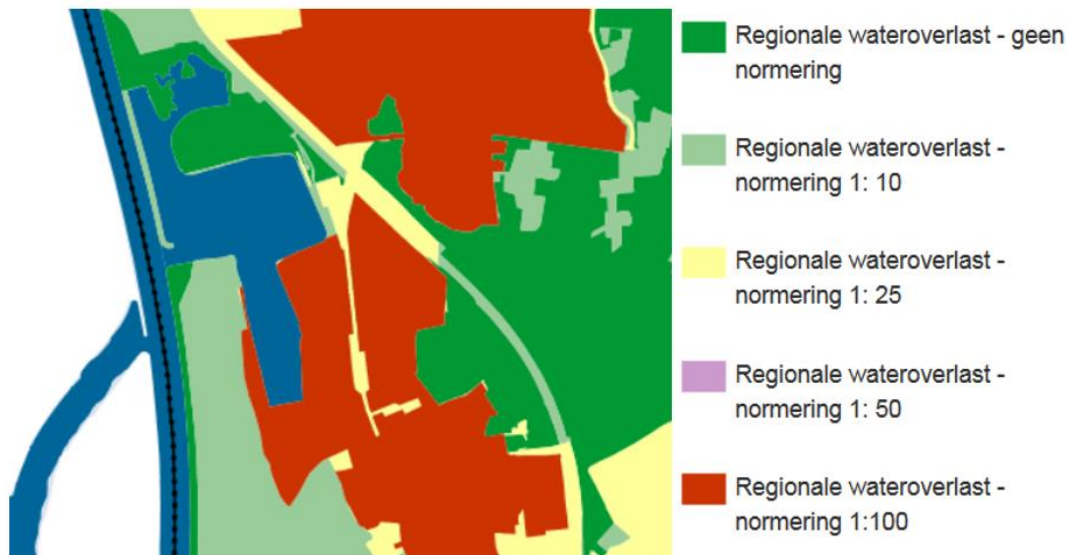 Regionale wateroverlast - geen
normering
Regionale wateroverlast -
normering 1: 10
Regionale wateroverlast -
normering 1: 25
Regionale wateroverlast -
normering 1: 50
Regionale wateroverlast -
normering 1:100